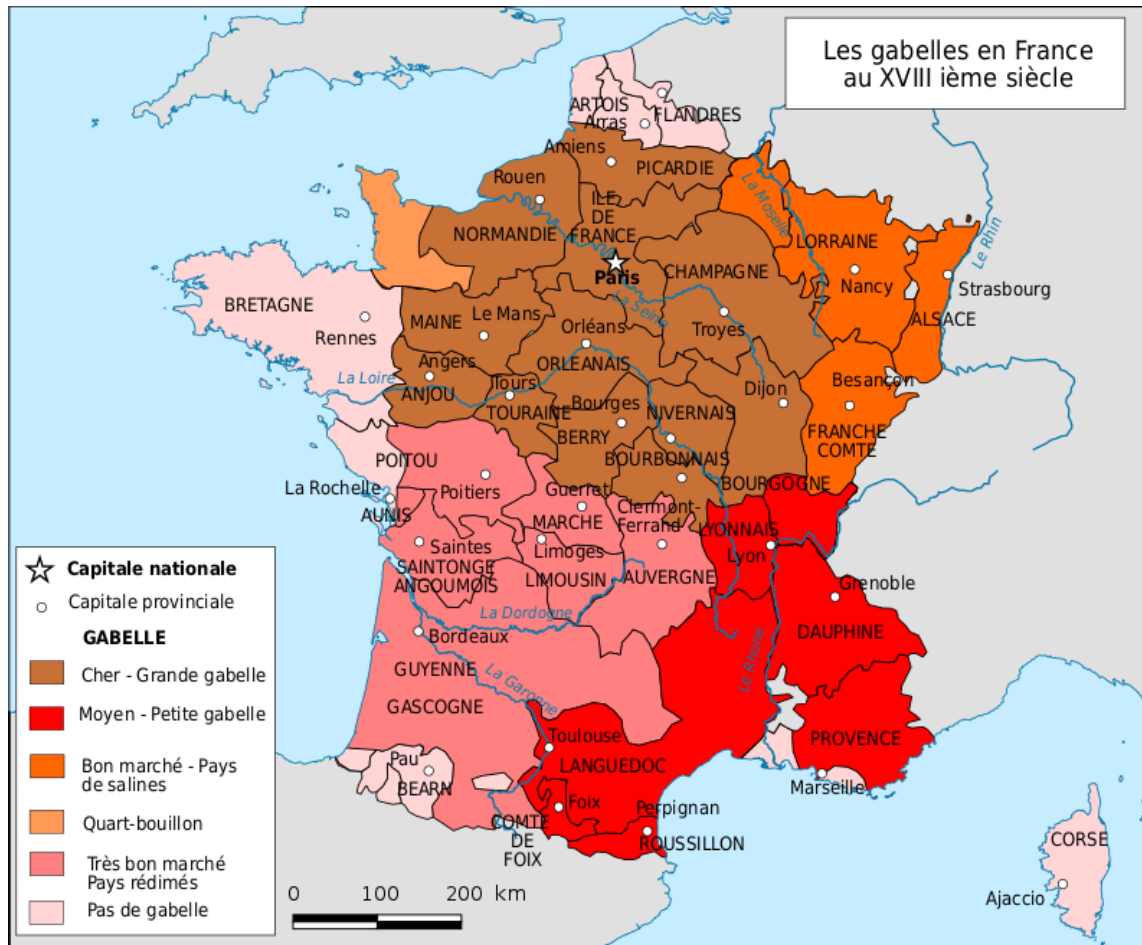 Les gabelles en France
au XVIII ième siècle
ARTOIS
Arras
FLANDRES
Amiens
PICARDIE
Rouen
ILE
DE
FRANCE
NORMANDIE
Paris
La Seine
CHAMPAGNE
La Moselle
LORRAINE
Nancy
Le Rhin
Strasbourg
ALSACE
BRETAGNE
Rennes
MAINE
Le Mans
Orléans
ORLEANAIS
Troyes
Angers
ANJOU
La Loire
Tours
TOURAINE
Bourges
BERRY
NIVERNAIS
Dijon
Besançon
FRANCHE
COMTE
BOURBONNAIS
BOURGOGNE
POITOU
Poitiers
La Rochelle
AUNIS
Guerret
MARCHE
Clermont-
Ferrand
LYONNAIS
Lyon
Saintes
SAINTONGE
ANGOUMOIS
Limoges
LIMOUSIN
AUVERGNE
Grenoble
DAUPHINE
La Dordogne
Bordeaux
GUYENNE
La Garonne
GASCOGNE
Le Rhone
Toulouse
LANGUEDOC
PROVENCE
Marseille
Pau
BEARN
Foix
COMTE
DE
FOIX
Perpignan
ROUSSILLON
CORSE
Ajaccio
Capitale nationale
Capitale provinciale
GABELLE
Cher - Grande gabelle
Moyen - Petite gabelle
Bon marché - Pays
de salines
Quart-bouillon
Très bon marché
Pays rédimés
Pas de gabelle
0 100 200 km